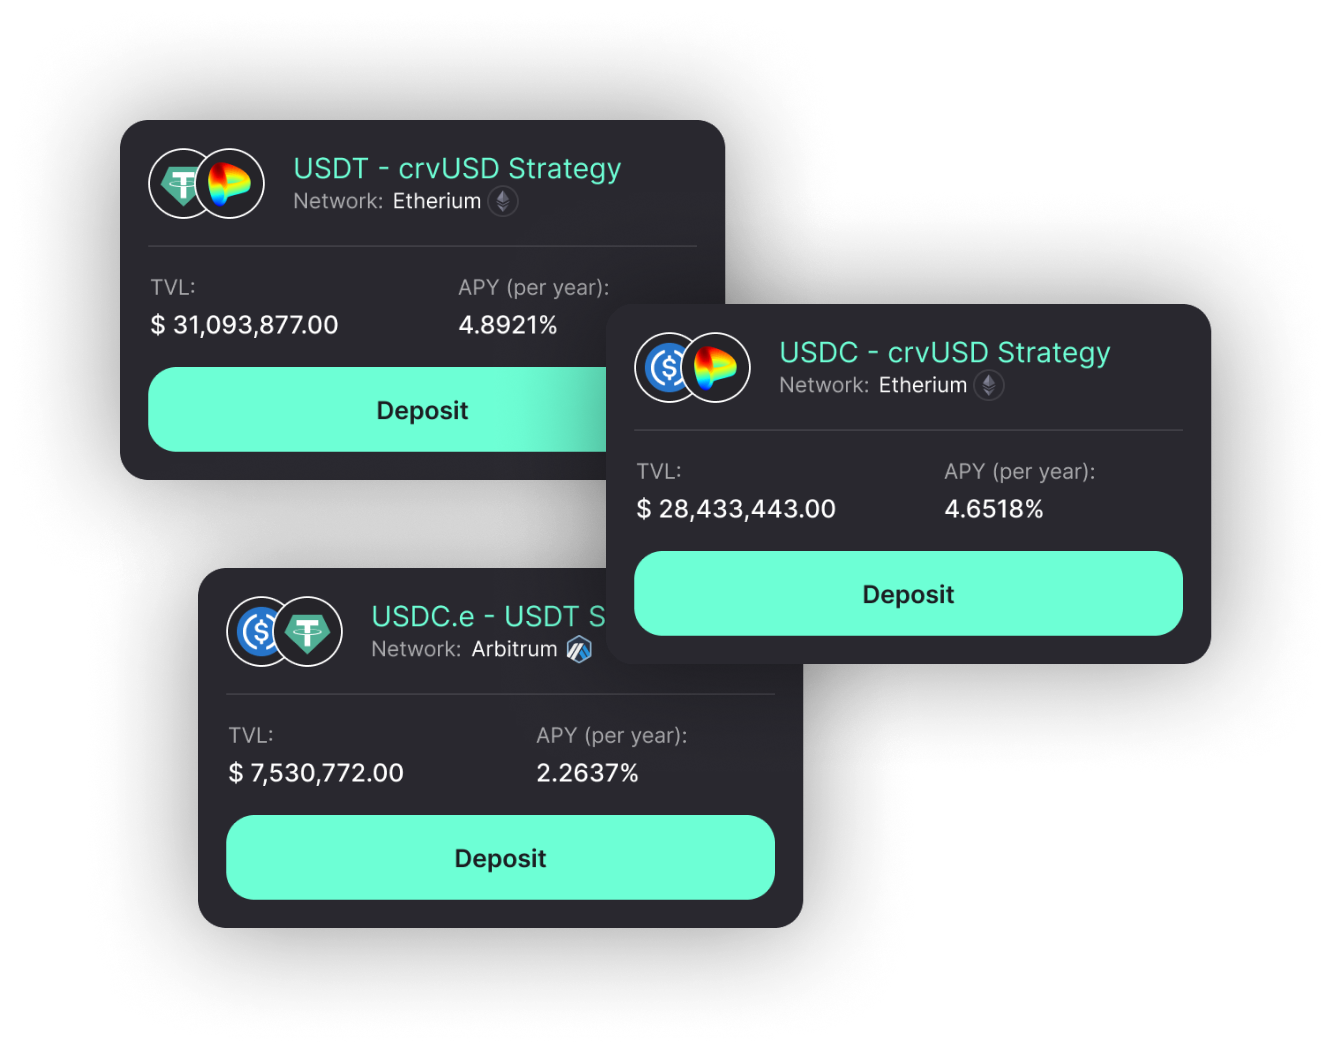 USDT - crvUSD Strategy
Network: Etherium
TVL:
APY (per year):
$ 31,093,877.00
4.8921%
Deposit
USDC - crvUSD Strategy
Network: Etherium
TVL:
APY (per year):
$ 28,433,443.00
4.6518%
Deposit
USDC.e - USDT S
Network: Arbitrum
TVL:
APY (per year):
$ 7,530,772.00
2.2637%
Deposit